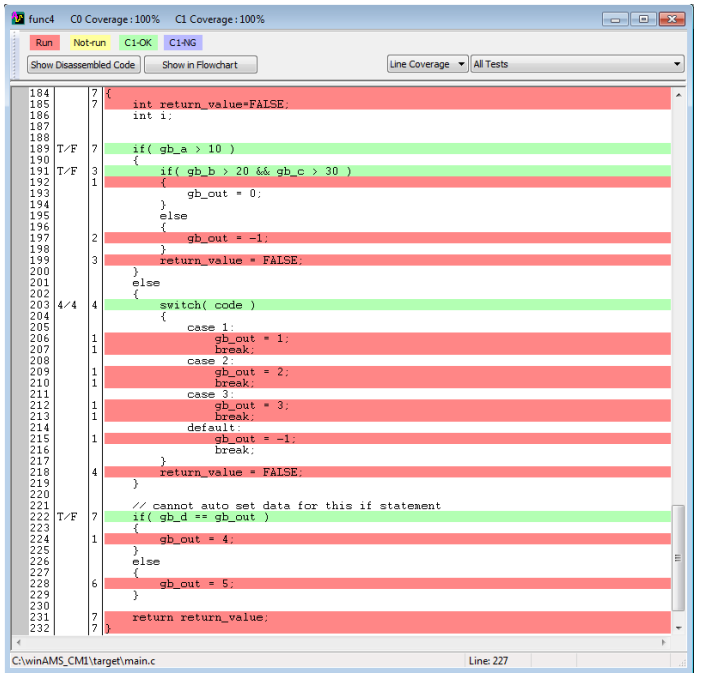 func4 C0 Coverage : 100% C1 Coverage : 100%
Run Not-run C1-OK C1-NG
Show Disassembled Code Show in Flowchart Line Coverage All Tests
184 7 {
185 7 int return_value=FALSE;
186 int i;
187
188
189 T/F 7 if( gb_a > 10 )
190 {
191 T/F 3 if( gb_b > 20 && gb_c > 30 )
192 1 {
193 gb_out = 0;
194 }
195 else
196 {
197 2 gb_out = -1;
198 }
199 3 return_value = FALSE;
200 }
201 else
202 {
203 4/4 4 switch( code )
204 {
205 case 1:
206 1 gb_out = 1;
207 1 break;
208 case 2:
209 1 gb_out = 2;
210 1 break;
211 case 3:
212 1 gb_out = 3;
213 1 break;
214 default:
215 1 gb_out = -1;
216 break;
217 }
218 4 return_value = FALSE;
219 }
220
221 // cannot auto set data for this if statement
222 T/F 7 if( gb_d == gb_out )
223 {
224 1 gb_out = 4;
225 }
226 else
227 {
228 6 gb_out = 5;
229 }
230
231 7 return return_value;
232 7 }
C:\winAMS_CM1\target\main.c Line: 227